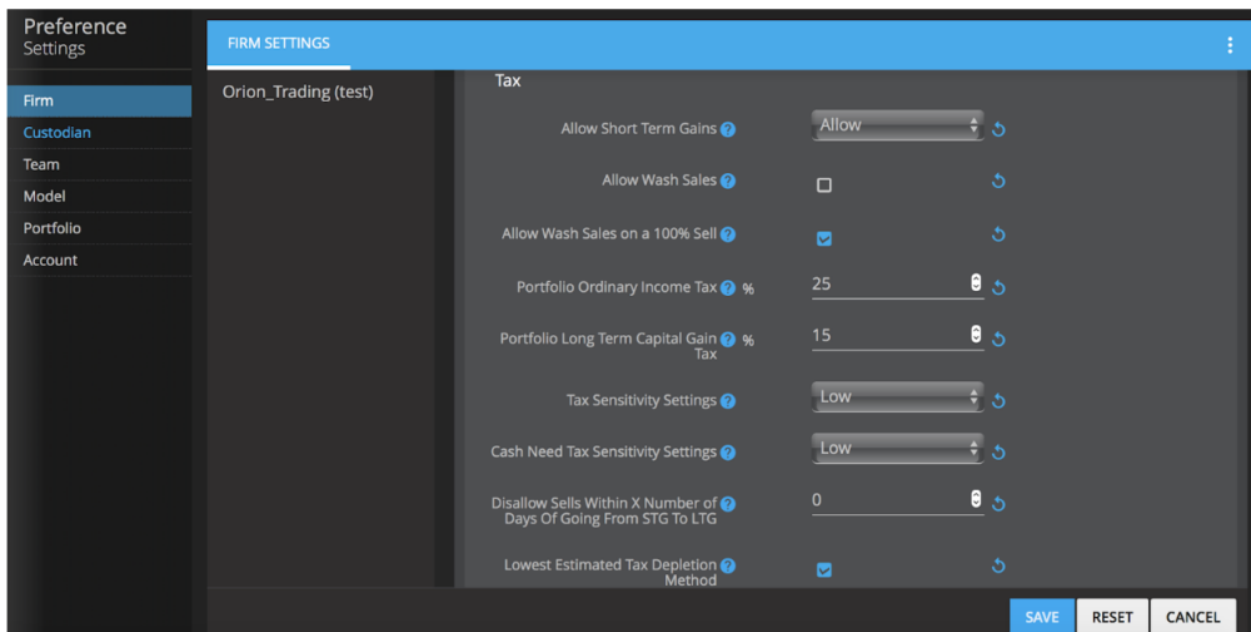 Preference
Settings
FIRM SETTINGS
Firm
Custodian
Team
Model
Portfolio
Account
Orion_Trading (test)
Tax
Allow Short Term Gains ? Allow
Allow Wash Sales ?
Allow Wash Sales on a 100% Sell ?
Portfolio Ordinary Income Tax ? % 25
Portfolio Long Term Capital Gain ? % 15
Tax
Tax Sensitivity Settings ? Low
Cash Need Tax Sensitivity Settings ? Low
Disallow Sells Within X Number of ? 0
Days Of Going From STG To LTG
Lowest Estimated Tax Depletion ?
Method
SAVE RESET CANCEL